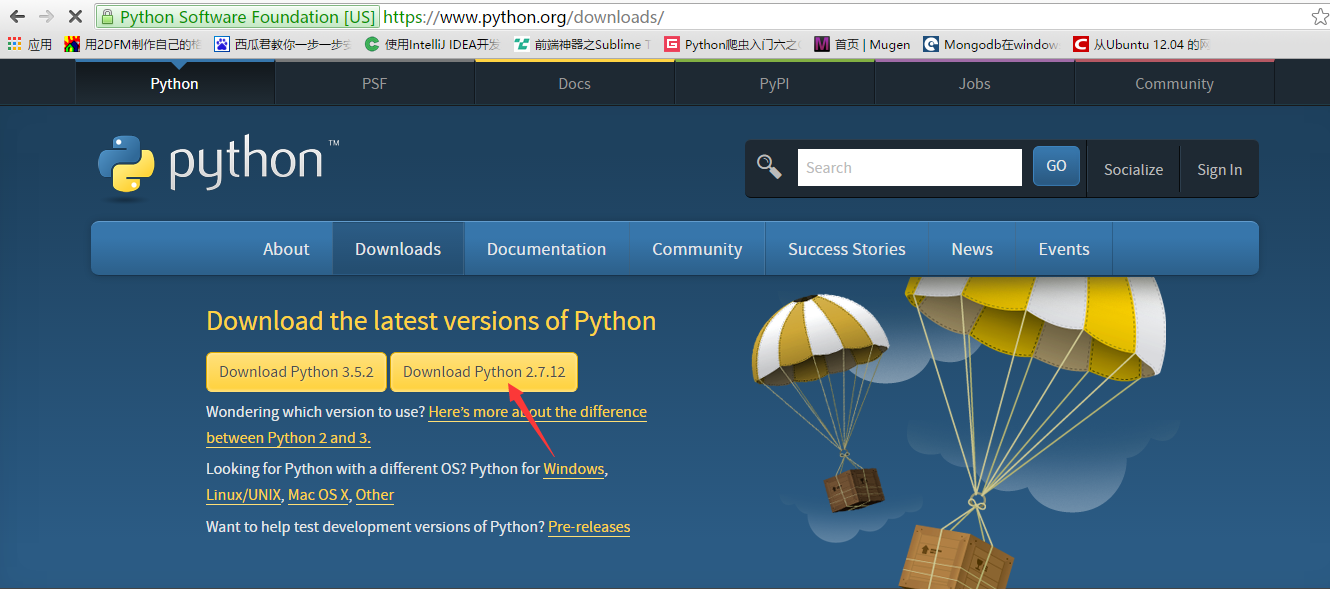 Python Software Foundation [US] https://www.python.org/downloads/
应用 用2DFM制作自己的格 西瓜君教你一步一步安 使用IntelliJ IDEA开发 前端神器之Sublime T Python爬虫入门六之 首页 | Mugen Mongodb在window 从Ubuntu 12.04 的
Python PSF Docs PyPI Jobs Community
python™
Search GO Socialize Sign In
About Downloads Documentation Community Success Stories News Events
Download the latest versions of Python
Download Python 3.5.2 Download Python 2.7.12
Wondering which version to use? Here's more about the difference
between Python 2 and 3.
Looking for Python with a different OS? Python for Windows,
Linux/UNIX, Mac OS X, Other
Want to help test development versions of Python? Pre-releases